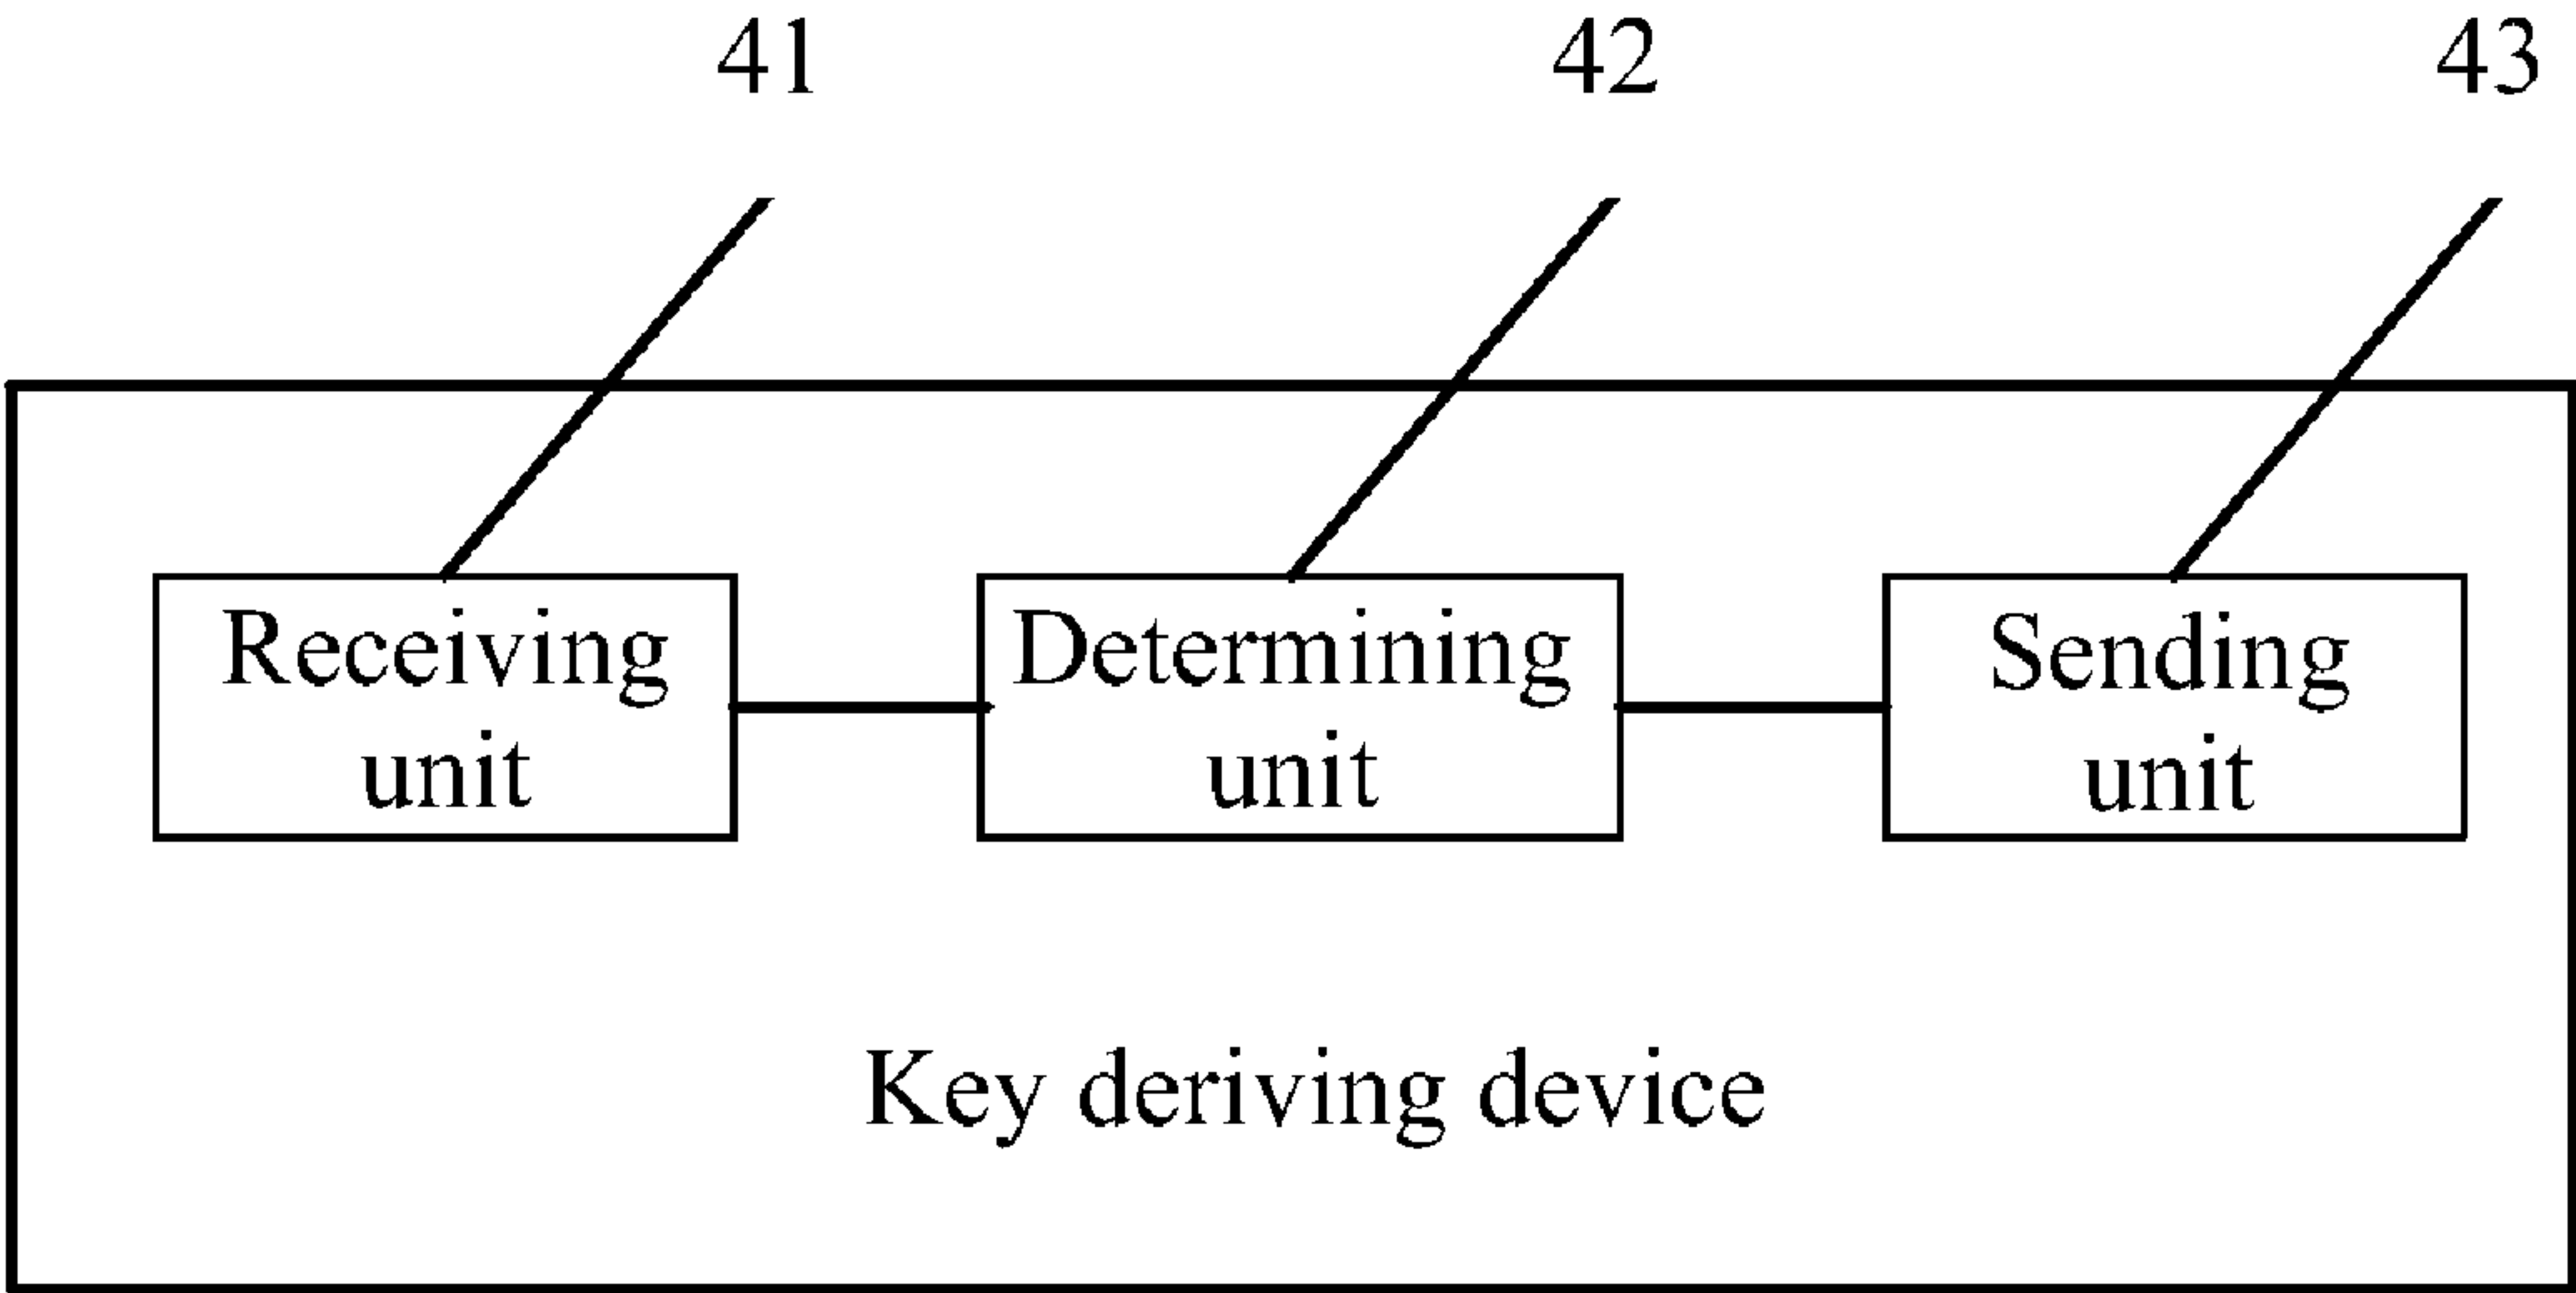 41
42
43
Receiving
unit
Determining
unit
Sending
unit
Key deriving device